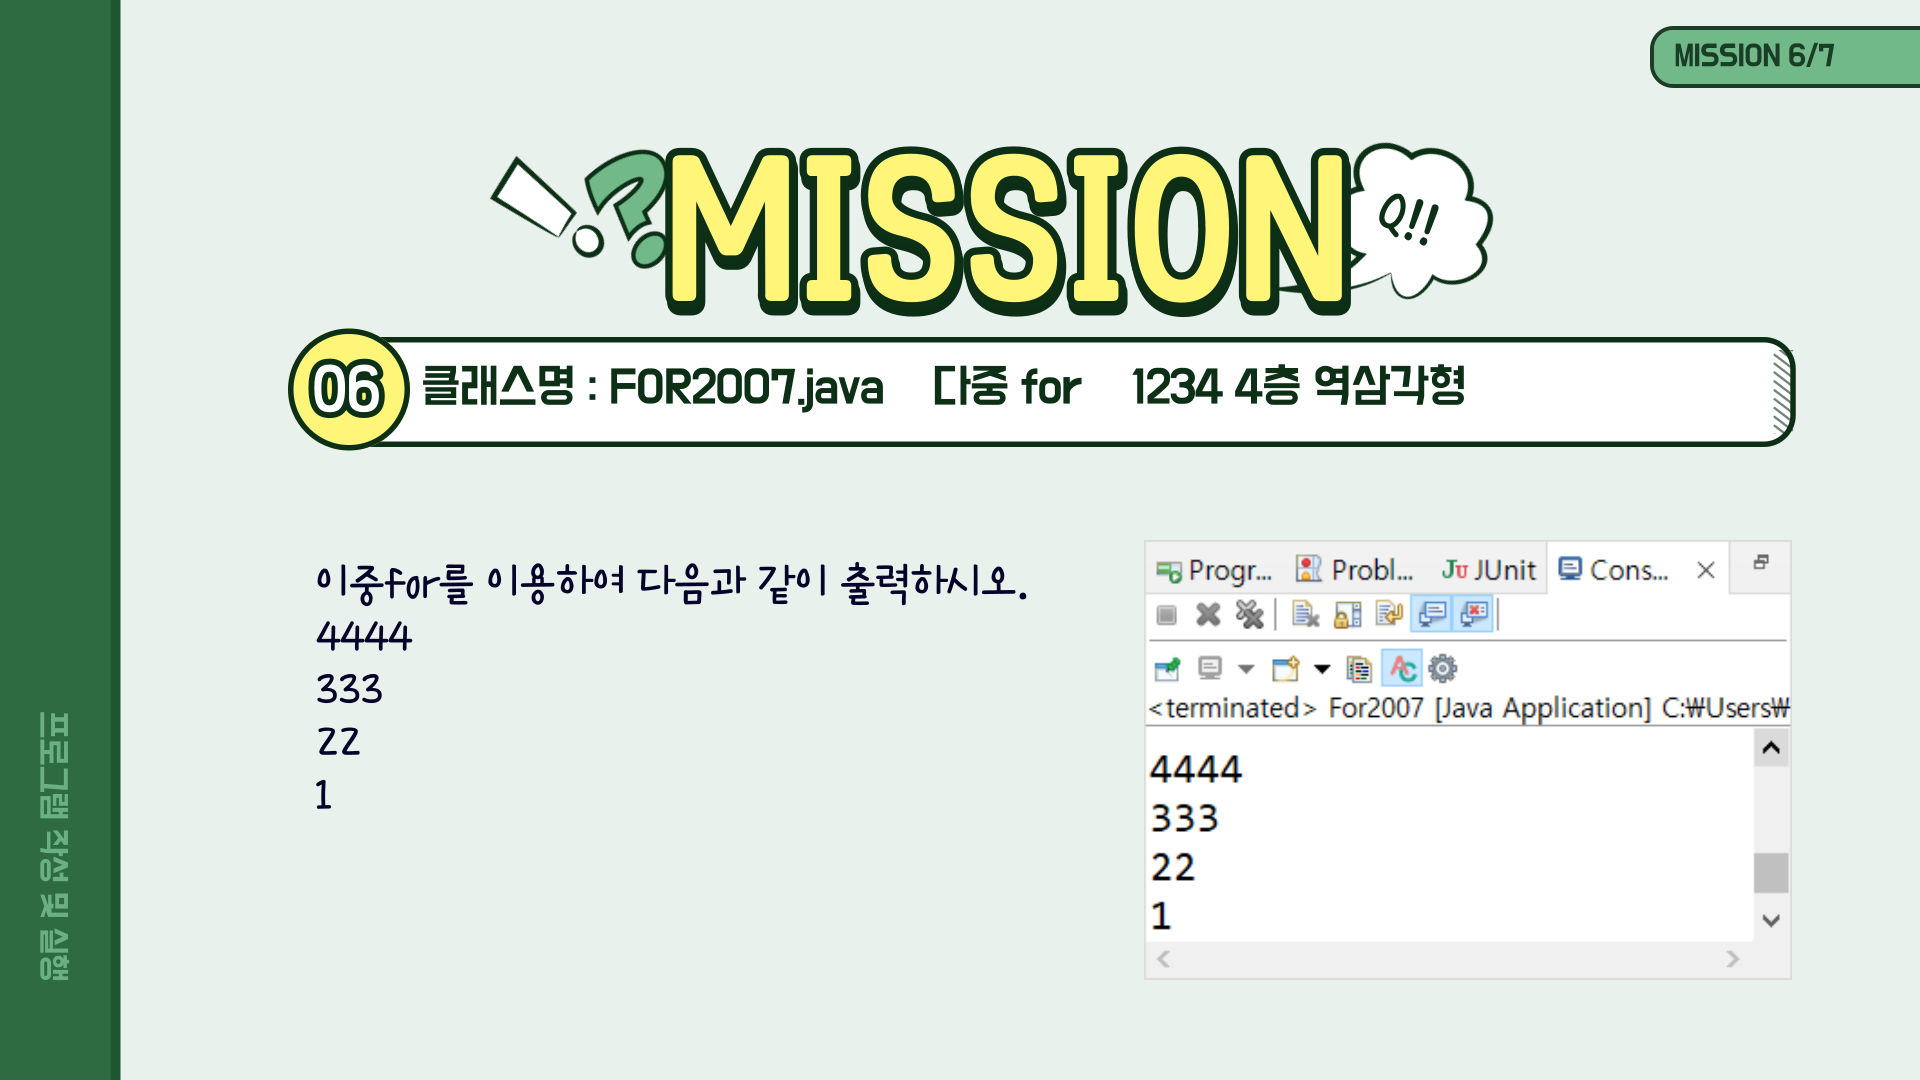 MISSION 6/7
MISSION
Q!!
06 클래스명 : FOR2007.java 다중 for 1234 4층 역삼각형
이중for를 이용하여 다음과 같이 출력하시오.
4444
333
22
1
Progr... Probl... Ju JUnit Cons...
<terminated> For2007 [Java Application] C:₩Users₩
4444
333
22
1
프로그램 작성 및 실행